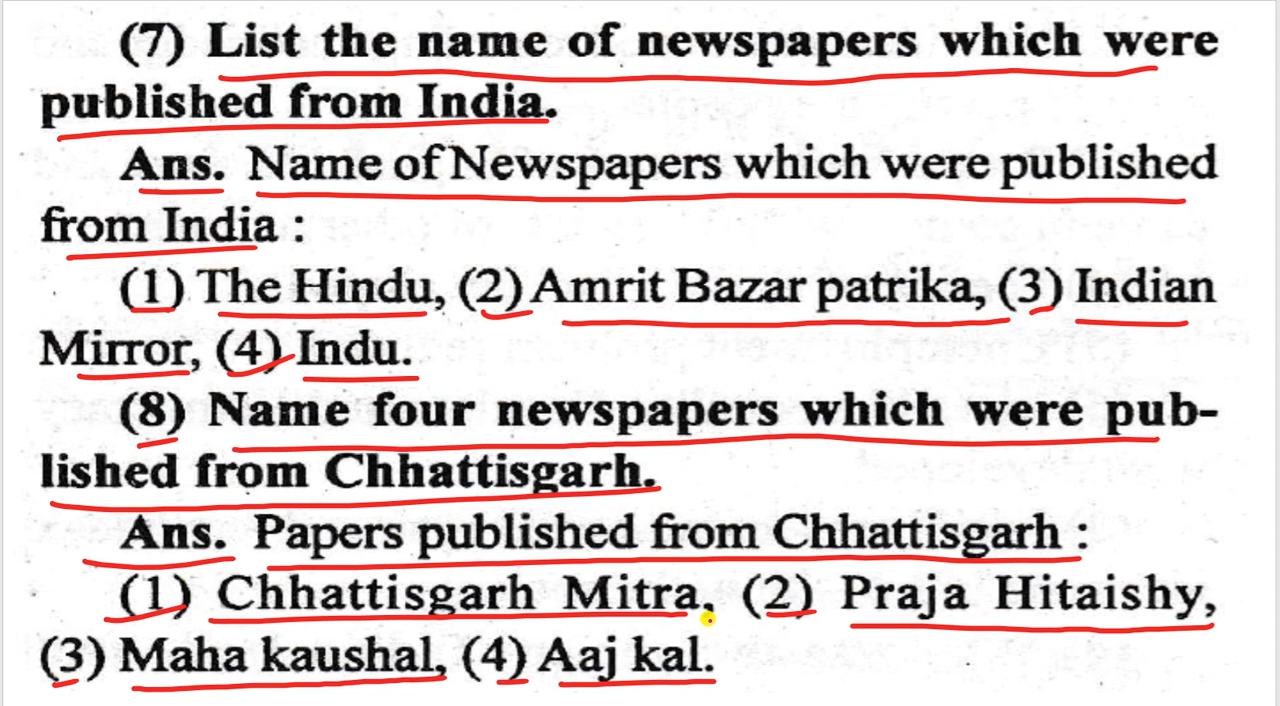 (7) List the name of newspapers which were
published from India.
Ans. Name of Newspapers which were published
from India :
(1) The Hindu, (2) Amrit Bazar patrika, (3) Indian
Mirror, (4) Indu.
(8) Name four newspapers which were pub-
lished from Chhattisgarh.
Ans. Papers published from Chhattisgarh :
(1) Chhattisgarh Mitra, (2) Praja Hitaishy,
(3) Maha kaushal, (4) Aaj kal.